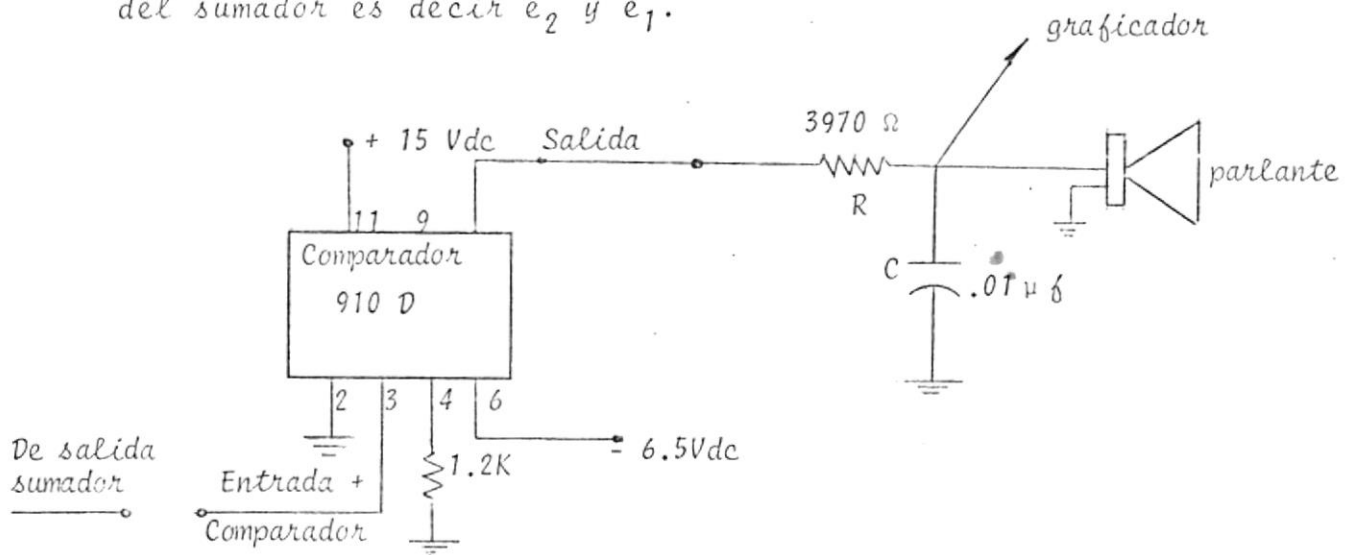 del sumador es decir e2 y e1.
graficador
+ 15 Vdc
Salida
3970 Ω
R
parlante
11
9
Comparador
910 D
C
.01 µf
2
3
4
6
- 6.5Vdc
1.2K
De salida
sumador
Entrada +
Comparador